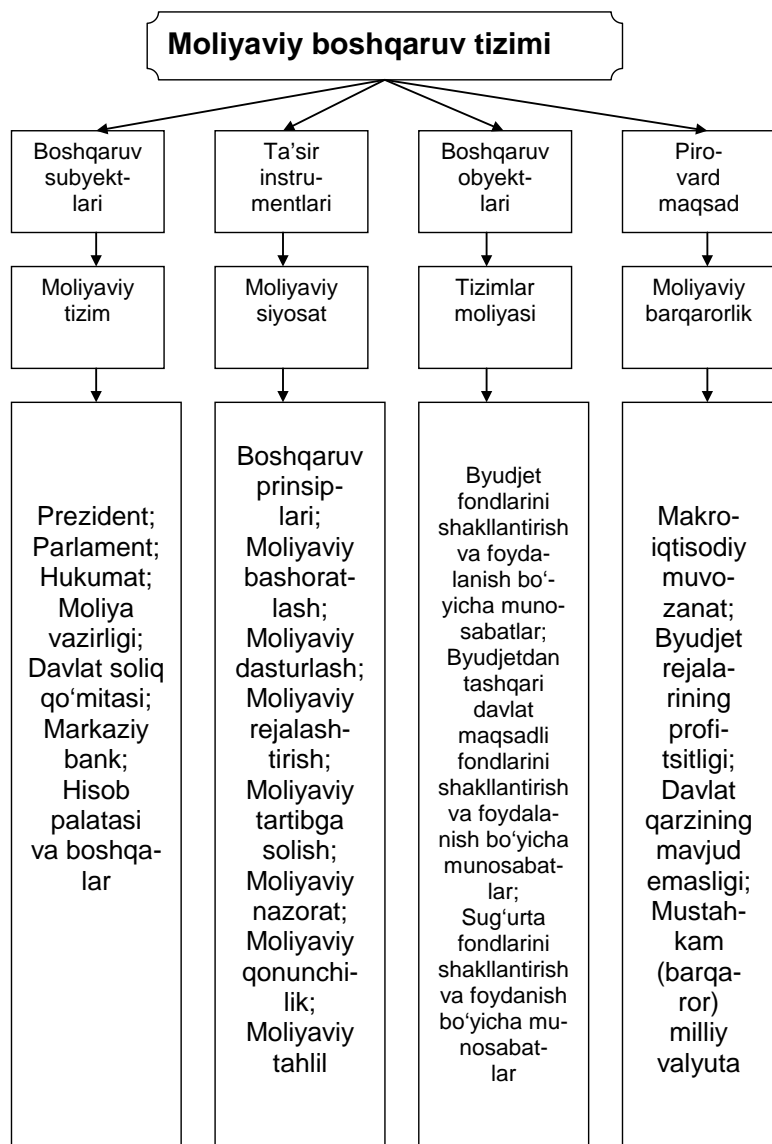 Moliyaviy boshqaruv tizimi
Boshqaruv
subyekt-
lari
Ta’sir
instru-
mentlari
Boshqaruv
obyekt-
lari
Piro-
vard
maqsad
Moliyaviy
tizim
Moliyaviy
siyosat
Tizimlar
moliyasi
Moliyaviy
barqarorlik
Prezident;
Parlament;
Hukumat;
Moliya
vazirligi;
Davlat soliq
qo‘mitasi;
Markaziy
bank;
Hisob
palatasi
va boshqa-
lar
Boshqaruv
prinsip-
lari;
Moliyaviy
bashorat-
lash;
Moliyaviy
dasturlash;
Moliyaviy
rejalash-
tirish;
Moliyaviy
tartibga
solish;
Moliyaviy
nazorat;
Moliyaviy
qonunchi-
lik;
Moliyaviy
tahlil
Byudjet
fondlarini
shakllantirish
va foyda-
lanish bo‘-
yicha muno-
sabatlar;
Byudjetdan
tashqari
davlat
maqsadli
fondlarini
shakllantirish
va foydala-
nish bo‘yicha
munosabat-
lar;
Sug‘urta
fondlarini
shakllantirish
va foydanish
bo‘yicha mu-
nosabat-
lar
Makro-
iqtisodiy
muvo-
zanat;
Byudjet
rejala-
rining
profi-
tsitligi;
Davlat
qarzining
mavjud
emasligi;
Mustah-
kam
(barqa-
ror)
milliy
valyuta